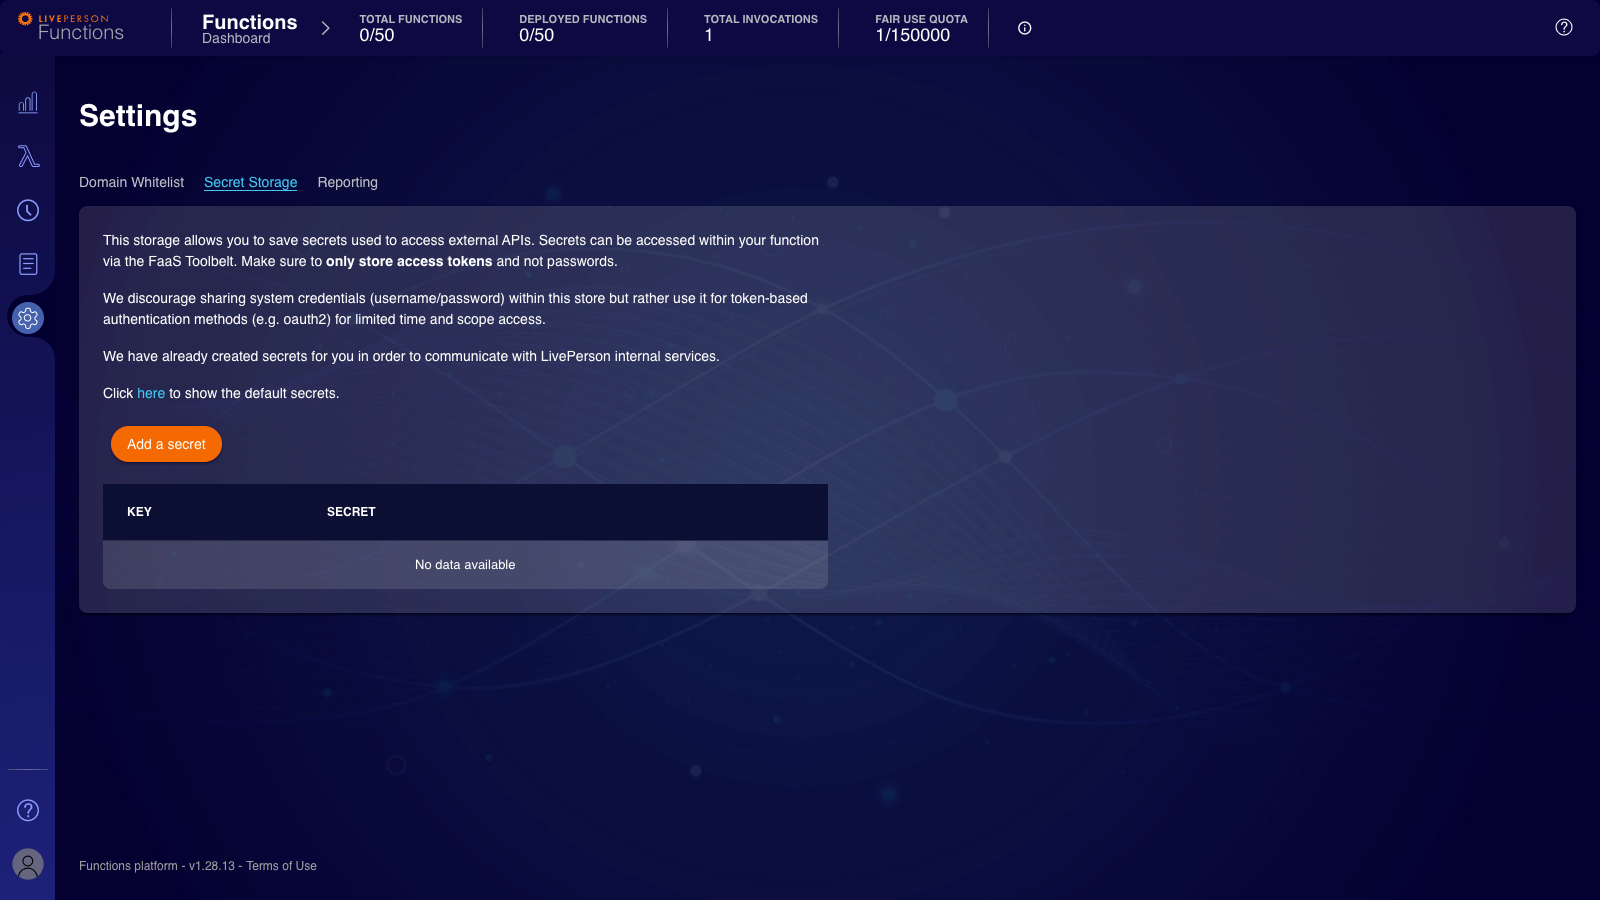 LIVEPERSON
Functions
Functions
Dashboard
TOTAL FUNCTIONS
0/50
DEPLOYED FUNCTIONS
0/50
TOTAL INVOCATIONS
1
FAIR USE QUOTA
1/150000
Settings
Domain Whitelist
Secret Storage
Reporting
This storage allows you to save secrets used to access external APIs. Secrets can be accessed within your function
via the FaaS Toolbelt. Make sure to only store access tokens and not passwords.
We discourage sharing system credentials (username/password) within this store but rather use it for token-based
authentication methods (e.g. oauth2) for limited time and scope access.
We have already created secrets for you in order to communicate with LivePerson internal services.
Click here to show the default secrets.
Add a secret
KEY
SECRET
No data available
Functions platform - v1.28.13 - Terms of Use